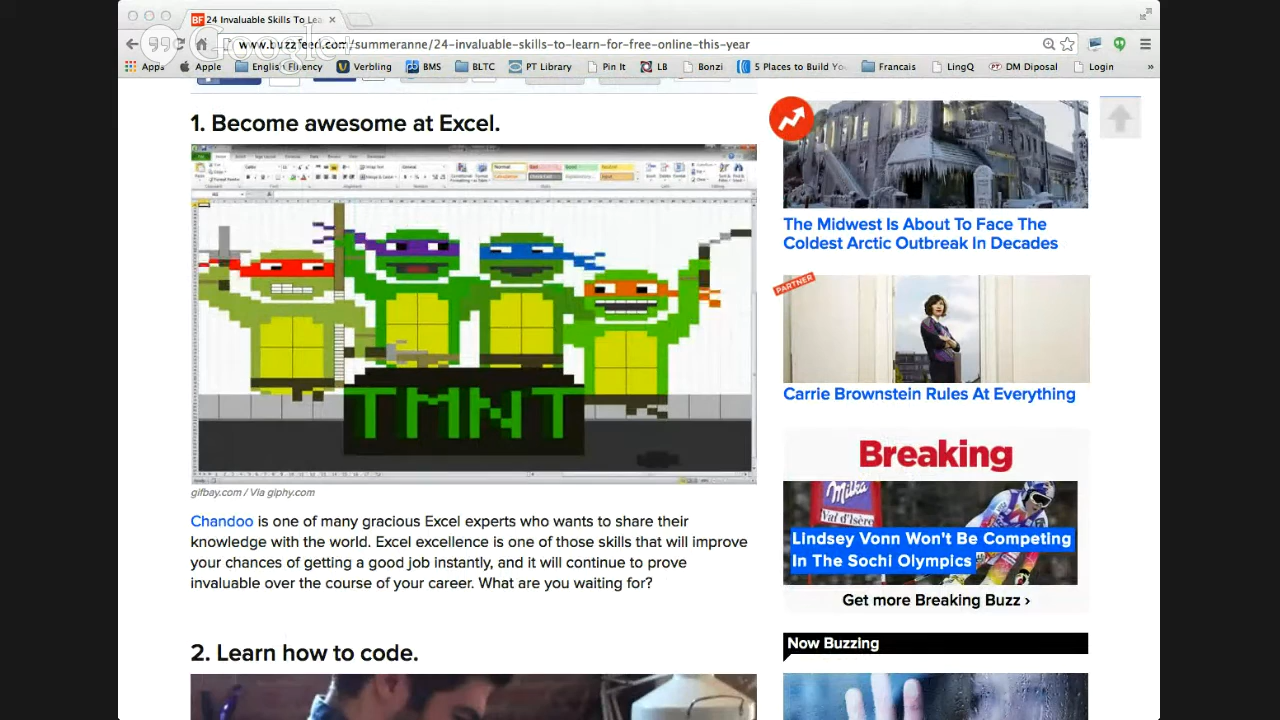 BF 24 Invaluable Skills To Lea
www.buzzfeed.com/summeranne/24-invaluable-skills-to-learn-for-free-online-this-year
Google+
Apps Apple English Fluency Verbling BMS BLTC PT Library Pin It LB Bonzi 5 Places to Build Yo Francais LingQ DM Diposal Login »
1. Become awesome at Excel.
TMNT
gifbay.com / Via giphy.com
Chandoo is one of many gracious Excel experts who wants to share their
knowledge with the world. Excel excellence is one of those skills that will improve
your chances of getting a good job instantly, and it will continue to prove
invaluable over the course of your career. What are you waiting for?
2. Learn how to code.
The Midwest Is About To Face The
Coldest Arctic Outbreak In Decades
PARTNER
Carrie Brownstein Rules At Everything
Breaking
Milka
Val d'Isère
Lindsey Vonn Won't Be Competing
In The Sochi Olympics
Get more Breaking Buzz ›
Now Buzzing